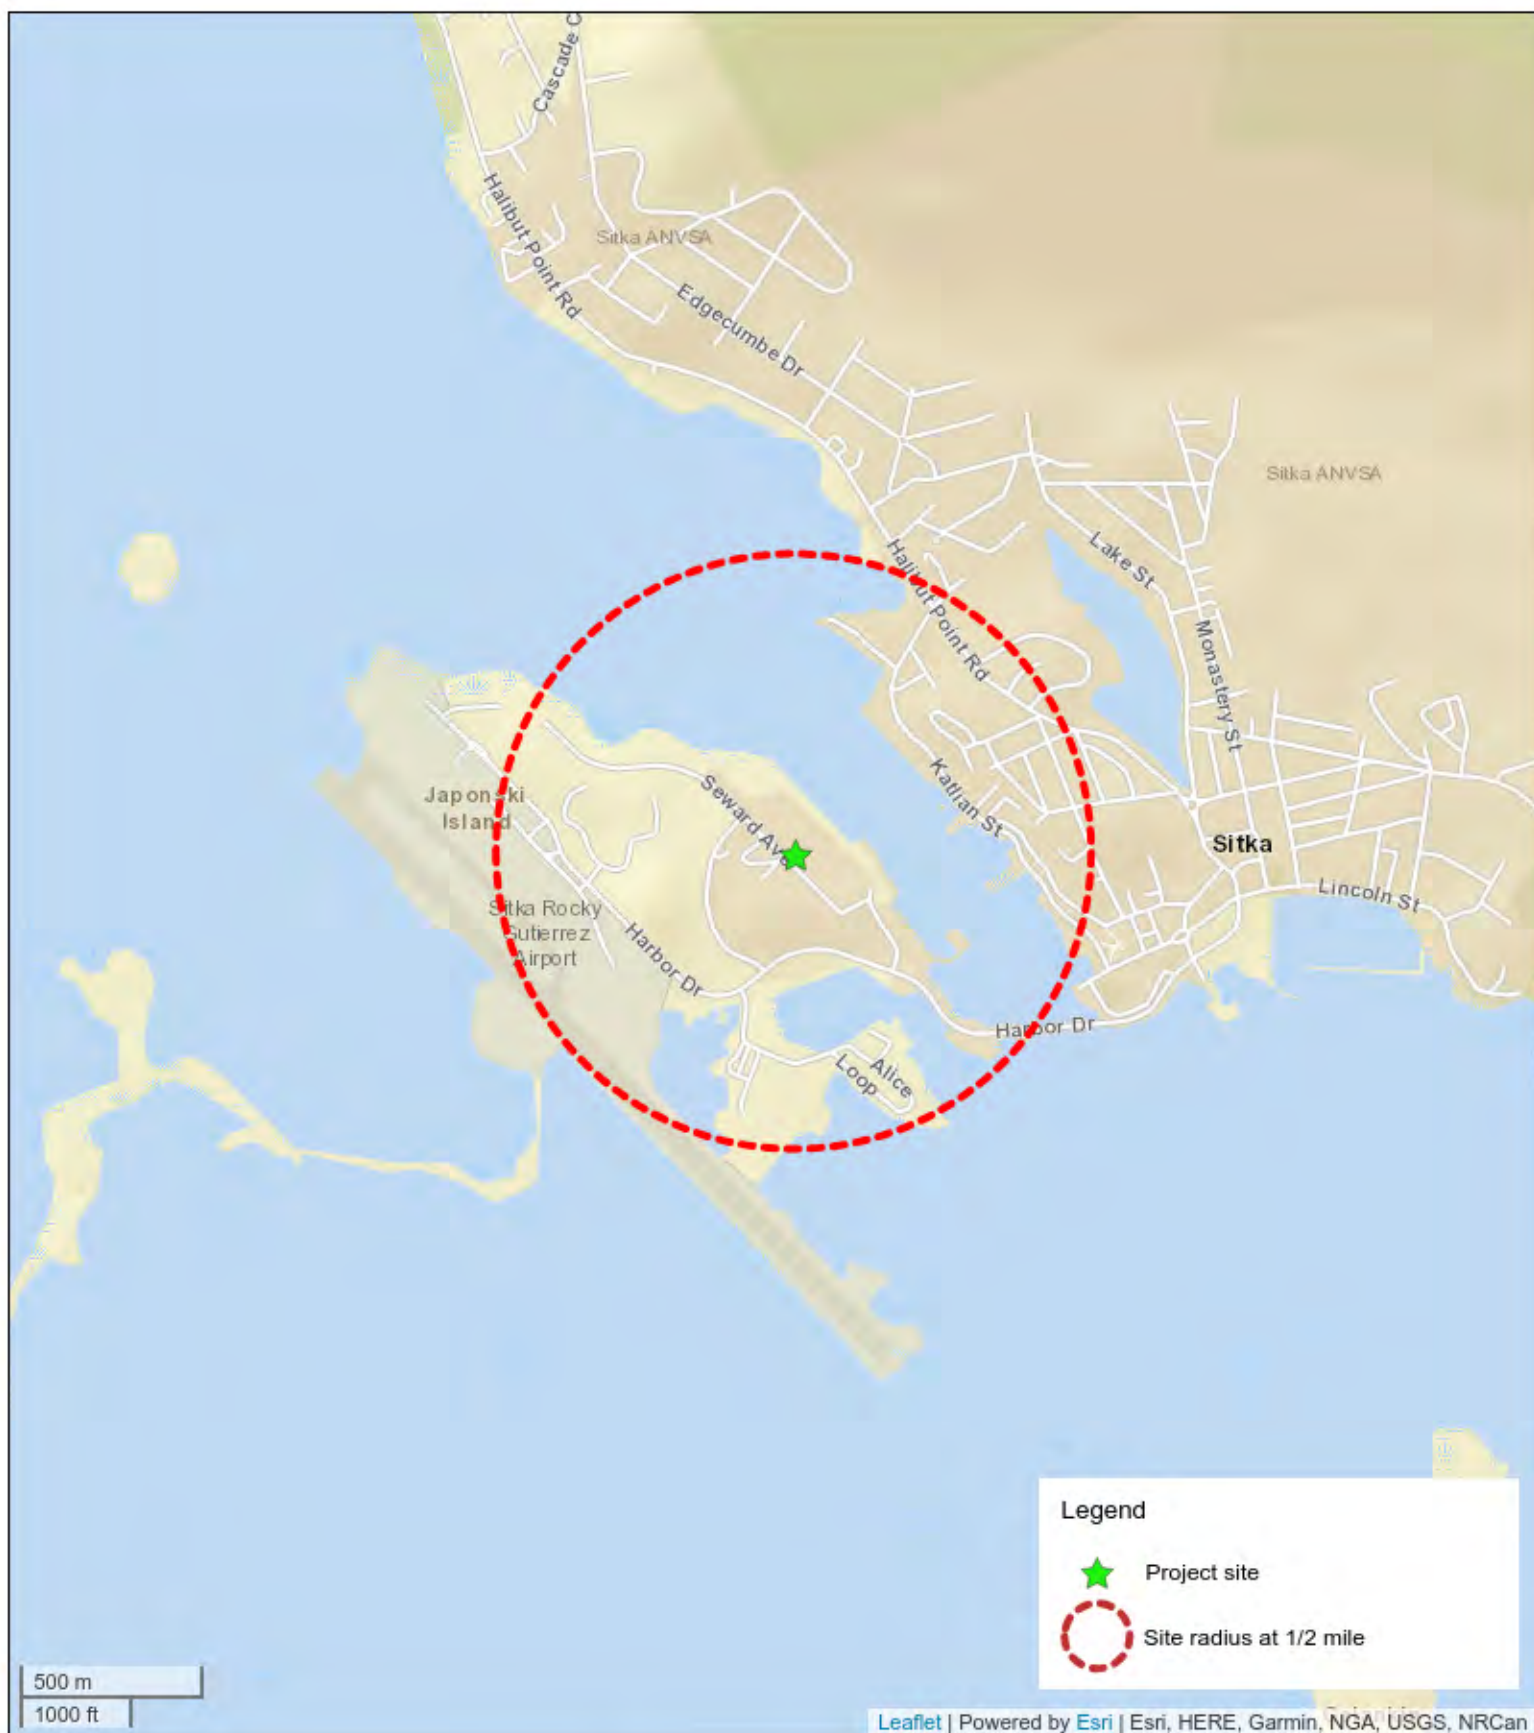 Cascade C
Halibut Point Rd
Sitka ANVSA
Edgecumbe Dr
Sitka ANVSA
Lake St
Halibut Point Rd
Monastery St
Katlian St
Seward Ave
Japonski
Island
Sitka
Lincoln St
Sitka Rocky
Gutierrez
Airport
Harbor Dr
Harbor Dr
Alice
Loop
Legend
Project site
Site radius at 1/2 mile
500 m
1000 ft
Leaflet | Powered by Esri | Esri, HERE, Garmin, NGA, USGS, NRCan